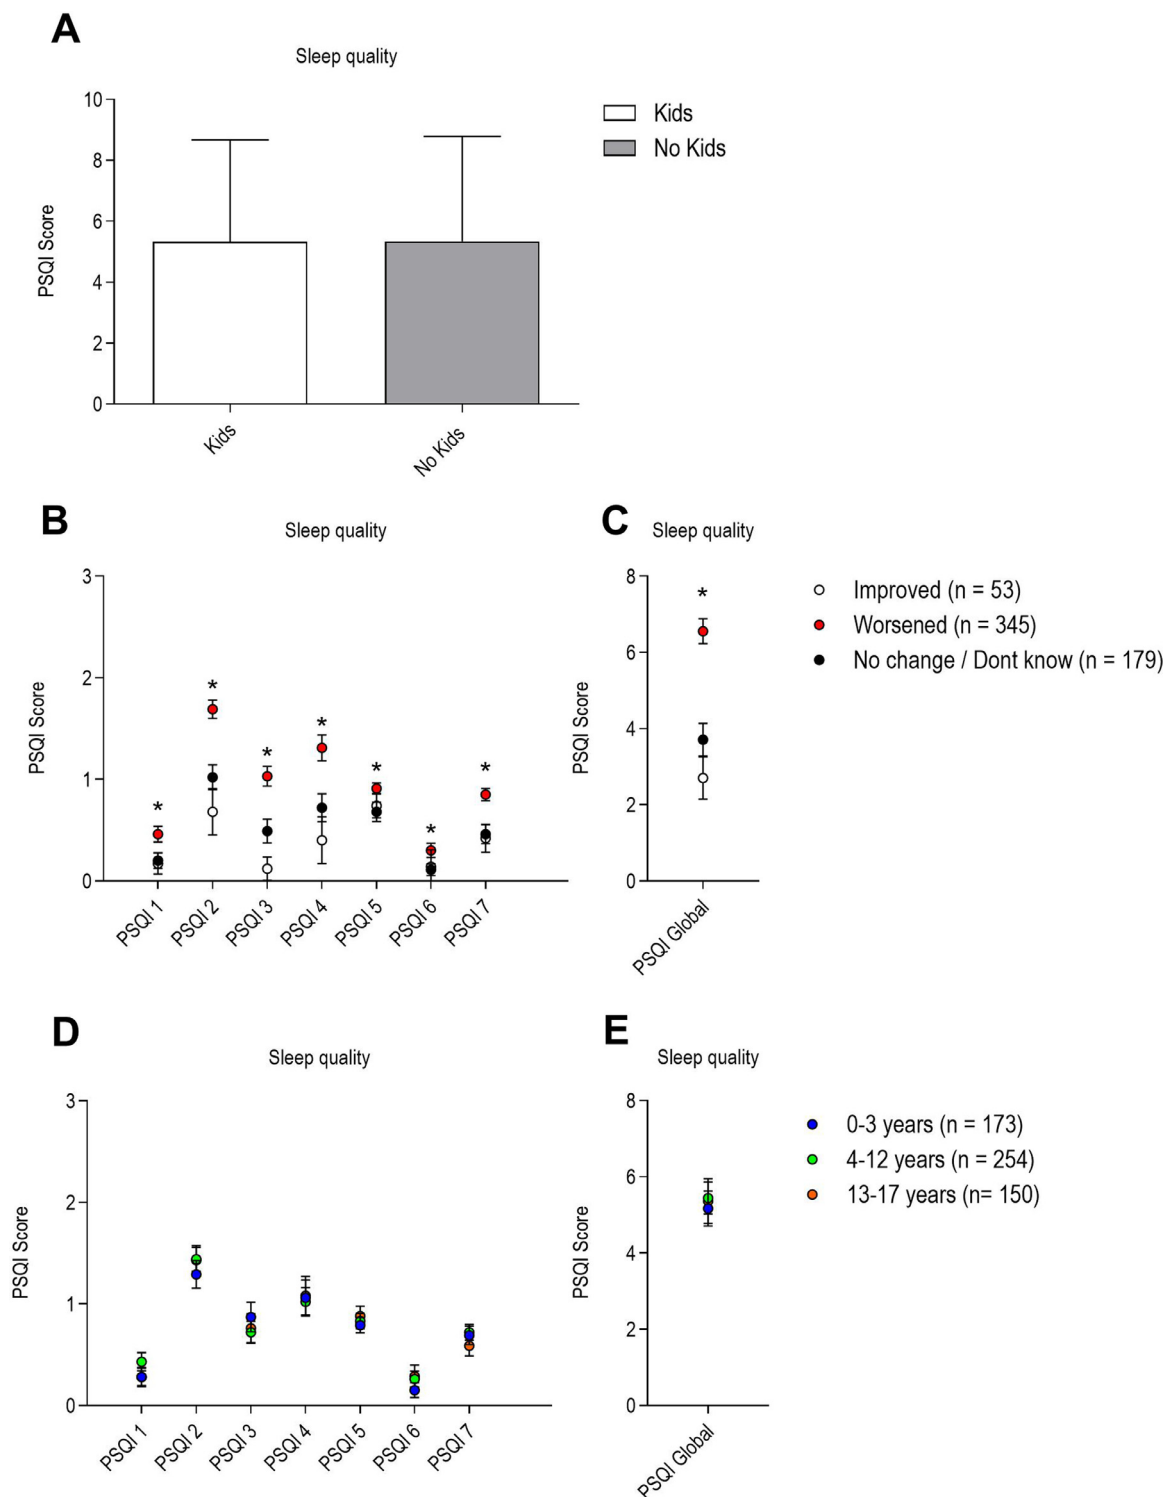 A
Sleep quality
PSQI Score
10
8
6
4
2
0
Kids
No Kids
Kids
No Kids
B
Sleep quality
PSQI Score
3
2
1
0
*
*
*
*
*
*
*
PSQI 1
PSQI 2
PSQI 3
PSQI 4
PSQI 5
PSQI 6
PSQI 7
C
Sleep quality
PSQI Score
8
6
4
2
0
*
PSQI Global
Improved (n = 53)
Worsened (n = 345)
No change / Dont know (n = 179)
D
Sleep quality
PSQI Score
3
2
1
0
PSQI 1
PSQI 2
PSQI 3
PSQI 4
PSQI 5
PSQI 6
PSQI 7
E
Sleep quality
PSQI Score
8
6
4
2
0
PSQI Global
0-3 years (n = 173)
4-12 years (n = 254)
13-17 years (n= 150)